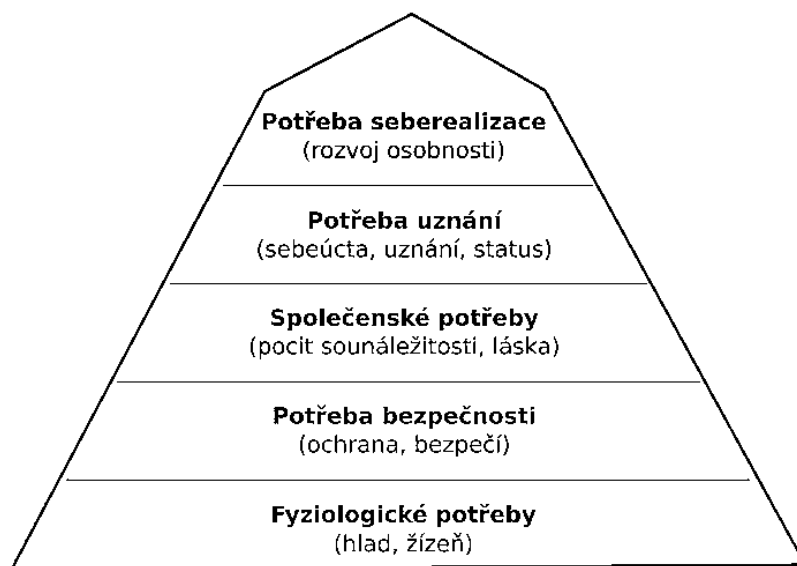 Potřeba seberealizace
(rozvoj osobnosti)
Potřeba uznání
(sebeúcta, uznání, status)
Společenské potřeby
(pocit sounáležitosti, láska)
Potřeba bezpečnosti
(ochrana, bezpečí)
Fyziologické potřeby
(hlad, žízeň)